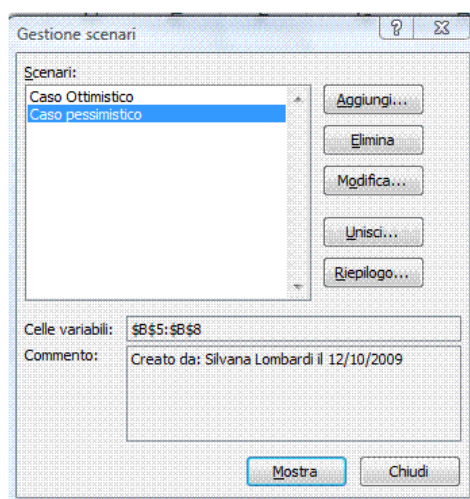 Gestione scenari
Scenari:
Caso Ottimistico
Caso pessimistico
Aggiungi...
Elimina
Modifica...
Unisci...
Riepilogo...
Celle variabili: $B$5:$B$8
Commento: Creato da: Silvana Lombardi il 12/10/2009
Mostra Chiudi